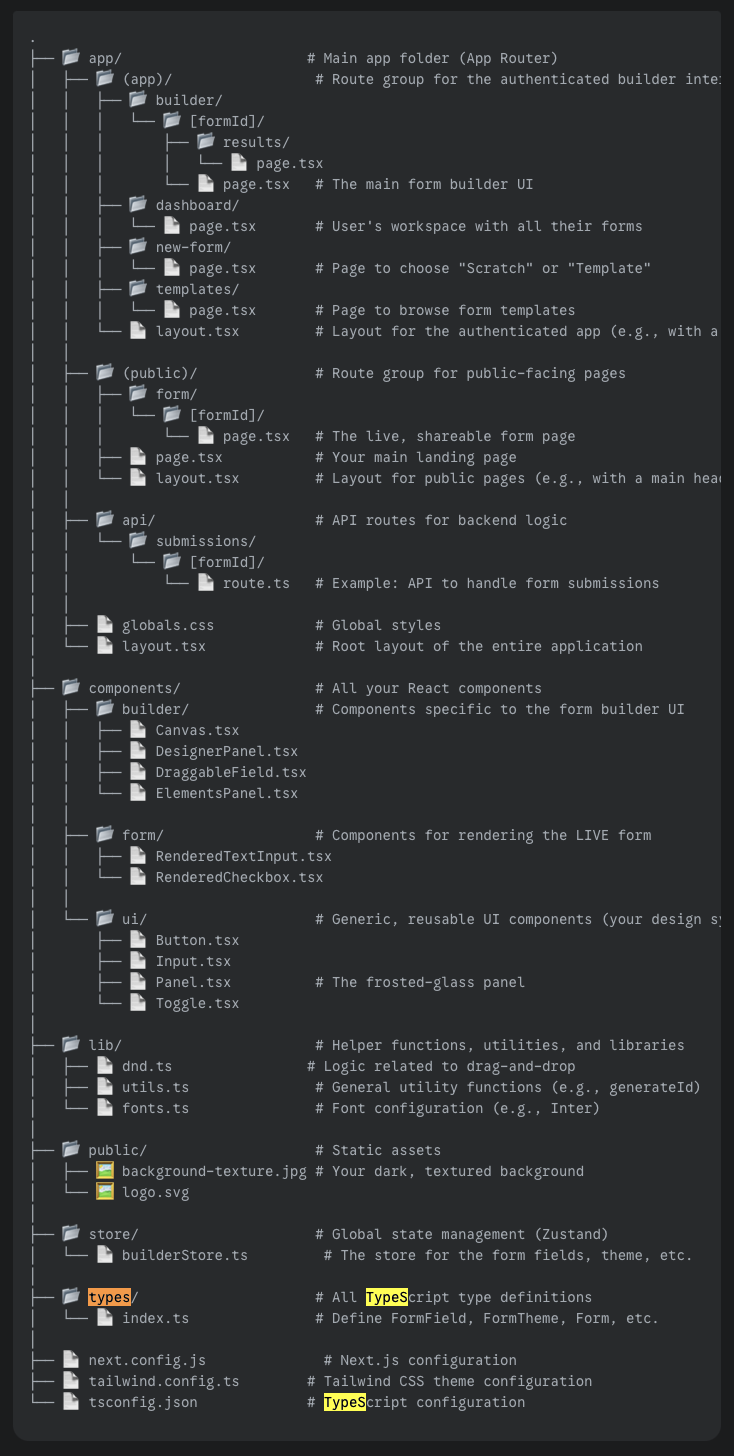 .
├── app/ # Main app folder (App Router)
│ ├── (app)/ # Route group for the authenticated builder inte
│ │ ├── builder/
│ │ │ └── [formId]/
│ │ │ ├── results/
│ │ │ │ └── page.tsx
│ │ │ └── page.tsx # The main form builder UI
│ │ ├── dashboard/
│ │ │ └── page.tsx # User's workspace with all their forms
│ │ ├── new-form/
│ │ │ └── page.tsx # Page to choose "Scratch" or "Template"
│ │ ├── templates/
│ │ │ └── page.tsx # Page to browse form templates
│ │ └── layout.tsx # Layout for the authenticated app (e.g., with a
│ │
│ ├── (public)/ # Route group for public-facing pages
│ │ ├── form/
│ │ │ └── [formId]/
│ │ │ └── page.tsx # The live, shareable form page
│ │ ├── page.tsx # Your main landing page
│ │ └── layout.tsx # Layout for public pages (e.g., with a main head
│ │
│ ├── api/ # API routes for backend logic
│ │ └── submissions/
│ │ └── [formId]/
│ │ └── route.ts # Example: API to handle form submissions
│ │
│ ├── globals.css # Global styles
│ └── layout.tsx # Root layout of the entire application
│
├── components/ # All your React components
│ ├── builder/ # Components specific to the form builder UI
│ │ ├── Canvas.tsx
│ │ ├── DesignerPanel.tsx
│ │ ├── DraggableField.tsx
│ │ └── ElementsPanel.tsx
│ │
│ ├── form/ # Components for rendering the LIVE form
│ │ ├── RenderedTextInput.tsx
│ │ └── RenderedCheckbox.tsx
│ │
│ └── ui/ # Generic, reusable UI components (your design sy
│ ├── Button.tsx
│ ├── Input.tsx
│ ├── Panel.tsx # The frosted-glass panel
│ └── Toggle.tsx
│
├── lib/ # Helper functions, utilities, and libraries
│ ├── dnd.ts # Logic related to drag-and-drop
│ ├── utils.ts # General utility functions (e.g., generateId)
│ └── fonts.ts # Font configuration (e.g., Inter)
│
├── public/ # Static assets
│ ├── background-texture.jpg # Your dark, textured background
│ └── logo.svg
│
├── store/ # Global state management (Zustand)
│ └── builderStore.ts # The store for the form fields, theme, etc.
│
├── types/ # All TypeScript type definitions
│ └── index.ts # Define FormField, FormTheme, Form, etc.
│
├── next.config.js # Next.js configuration
├── tailwind.config.ts # Tailwind CSS theme configuration
└── tsconfig.json # TypeScript configuration